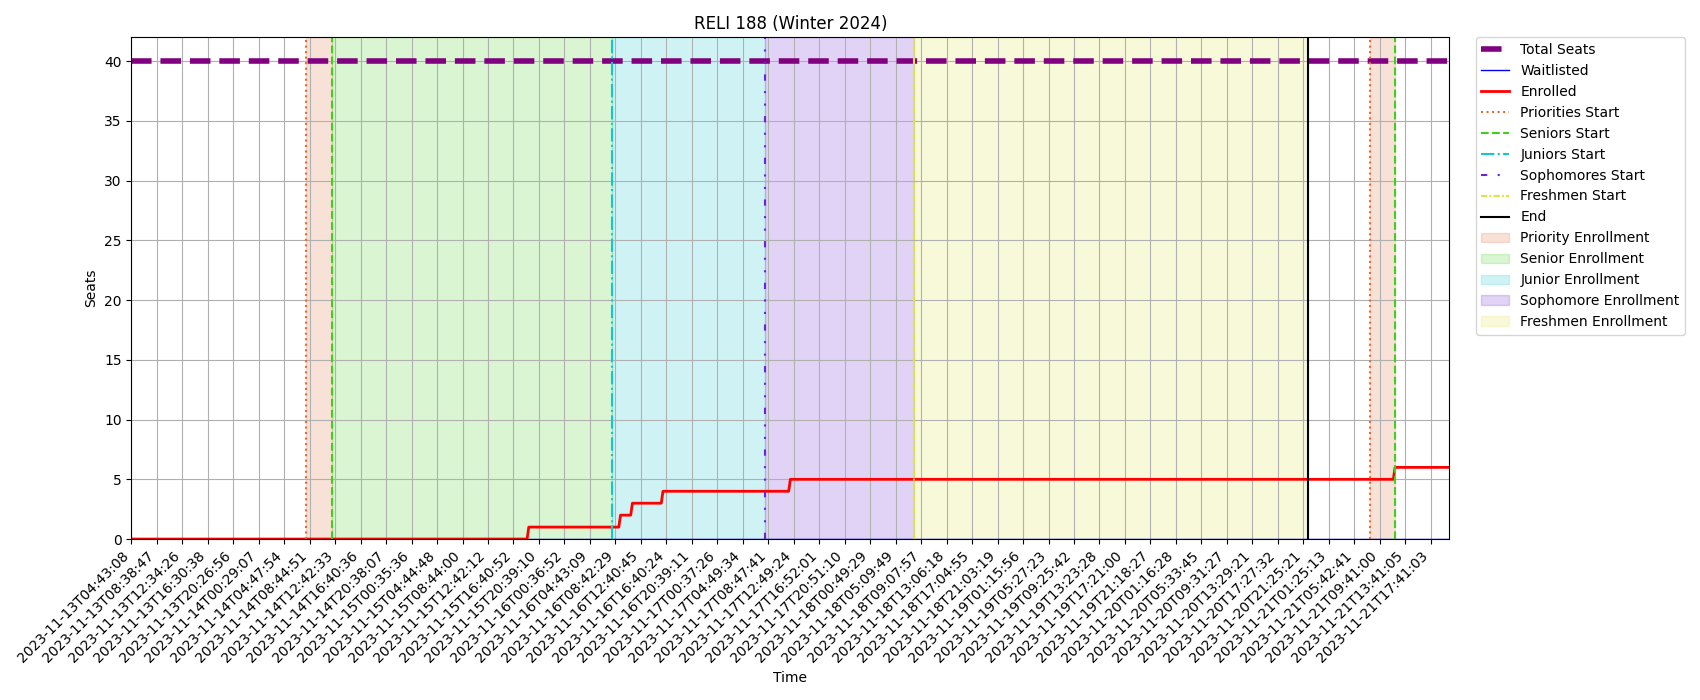 RELI 188 (Winter 2024)
40
35
30
25
20
15
10
5
0
Seats
2023-11-13T04:43:08
2023-11-13T08:38:47
2023-11-13T12:34:26
2023-11-13T16:30:38
2023-11-13T20:26:56
2023-11-14T00:29:07
2023-11-14T04:47:54
2023-11-14T08:44:51
2023-11-14T12:42:33
2023-11-14T16:40:36
2023-11-14T20:38:07
2023-11-15T00:35:36
2023-11-15T04:44:48
2023-11-15T08:44:00
2023-11-15T12:42:12
2023-11-15T16:40:52
2023-11-15T20:39:10
2023-11-16T00:36:52
2023-11-16T04:43:09
2023-11-16T08:42:29
2023-11-16T12:40:45
2023-11-16T16:40:24
2023-11-16T20:39:11
2023-11-17T00:37:26
2023-11-17T04:49:34
2023-11-17T08:47:41
2023-11-17T12:49:24
2023-11-17T16:52:01
2023-11-17T20:51:10
2023-11-18T00:49:29
2023-11-18T05:09:49
2023-11-18T09:07:57
2023-11-18T13:06:18
2023-11-18T17:04:55
2023-11-18T21:03:19
2023-11-19T01:15:56
2023-11-19T05:27:23
2023-11-19T09:25:42
2023-11-19T13:23:28
2023-11-19T17:21:00
2023-11-19T21:18:27
2023-11-20T01:16:28
2023-11-20T05:33:45
2023-11-20T09:31:27
2023-11-20T13:29:21
2023-11-20T17:27:32
2023-11-20T21:25:21
2023-11-21T01:25:13
2023-11-21T05:42:41
2023-11-21T09:41:00
2023-11-21T13:41:05
2023-11-21T17:41:03
Time
Total Seats
Waitlisted
Enrolled
Priorities Start
Seniors Start
Juniors Start
Sophomores Start
Freshmen Start
End
Priority Enrollment
Senior Enrollment
Junior Enrollment
Sophomore Enrollment
Freshmen Enrollment